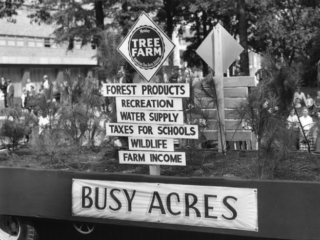 TREE
FARM
FOREST PRODUCTS
RECREATION
WATER SUPPLY
TAXES FOR SCHOOLS
WILDLIFE
FARM INCOME
BUSY ACRES